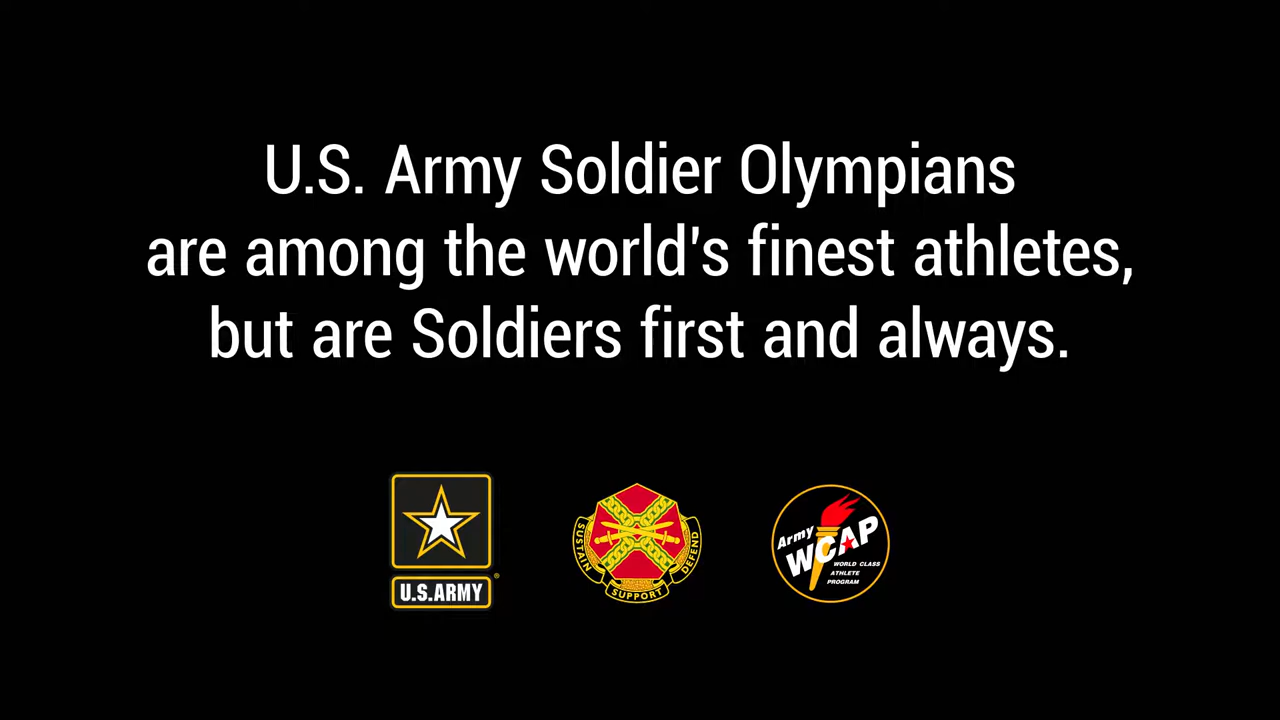 U.S. Army Soldier Olympians
are among the world's finest athletes,
but are Soldiers first and always.
U.S.ARMY
®
SUSTAIN
SUPPORT
DEFEND
Army
WCAP
WORLD CLASS
ATHLETE
PROGRAM